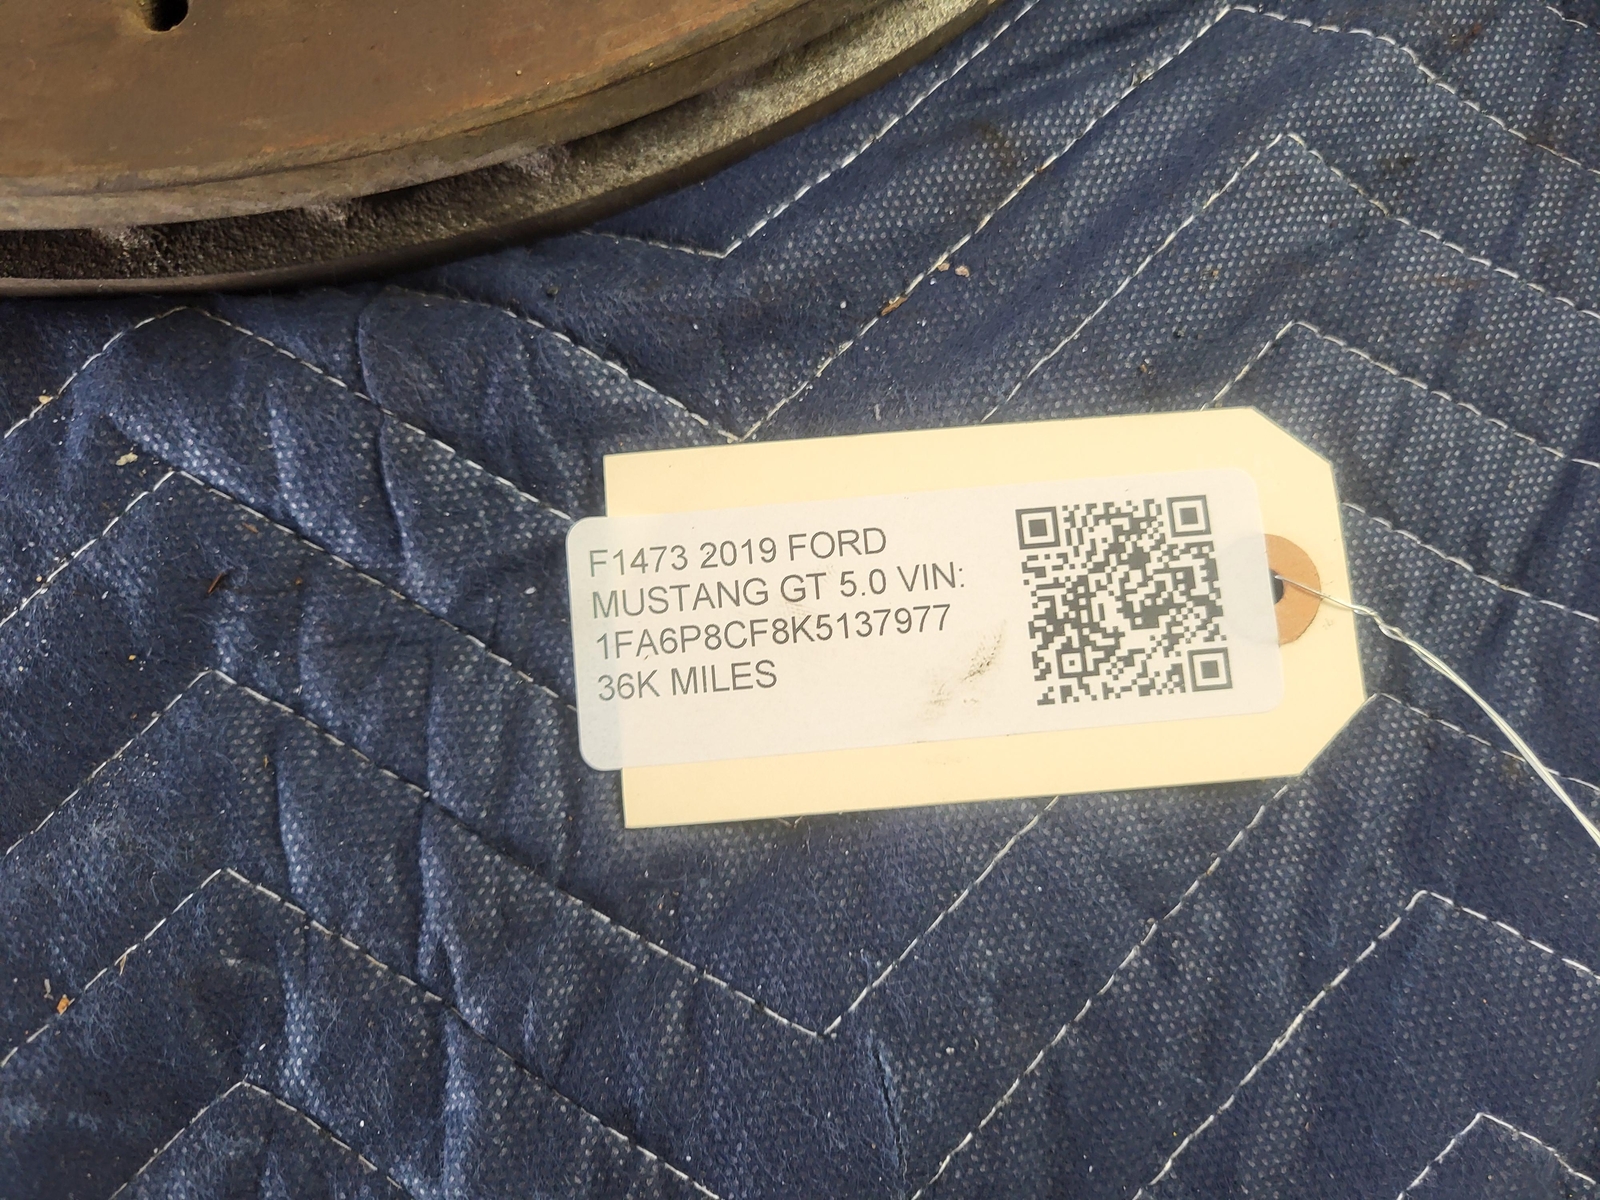 F1473 2019 FORD
MUSTANG GT 5.0 VIN:
1FA6P8CF8K5137977
36K MILES